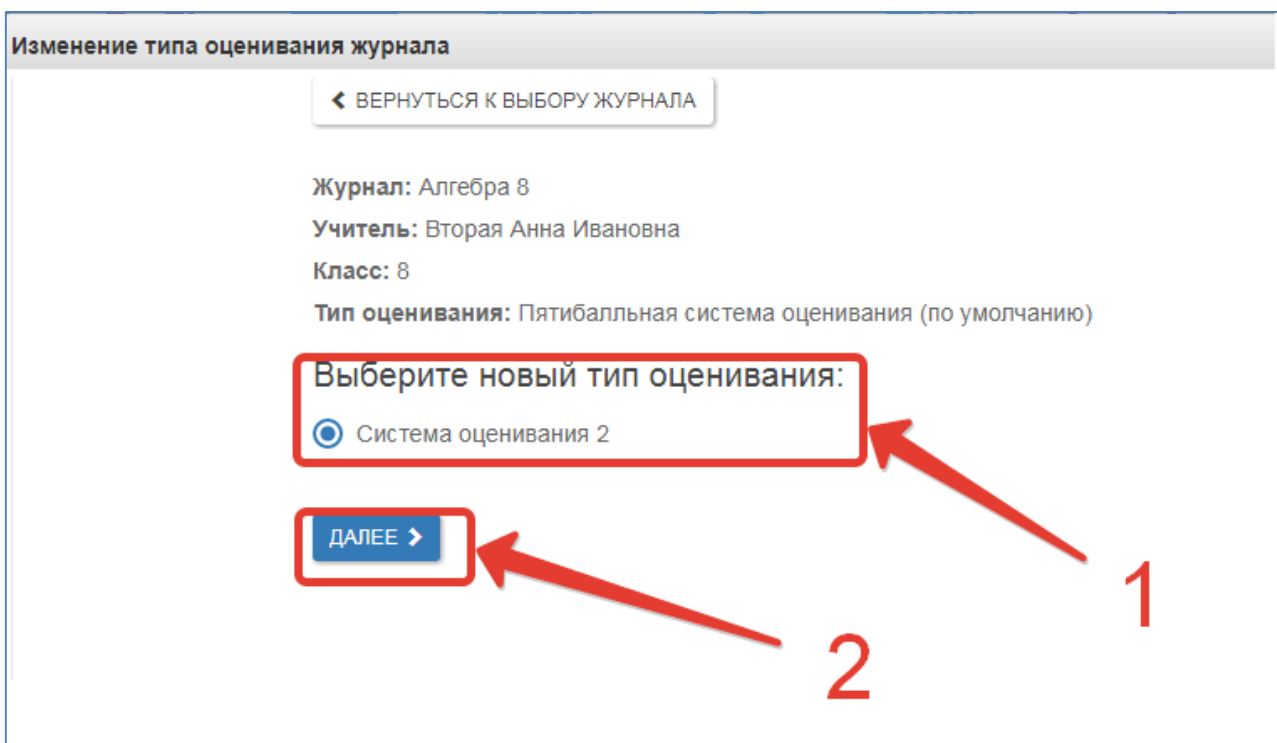 Изменение типа оценивания журнала
ВЕРНУТЬСЯ К ВЫБОРУ ЖУРНАЛА
Журнал: Алгебра 8
Учитель: Вторая Анна Ивановна
Класс: 8
Тип оценивания: Пятибалльная система оценивания (по умолчанию)
Выберите новый тип оценивания:
Система оценивания 2
ДАЛЕЕ
1
2